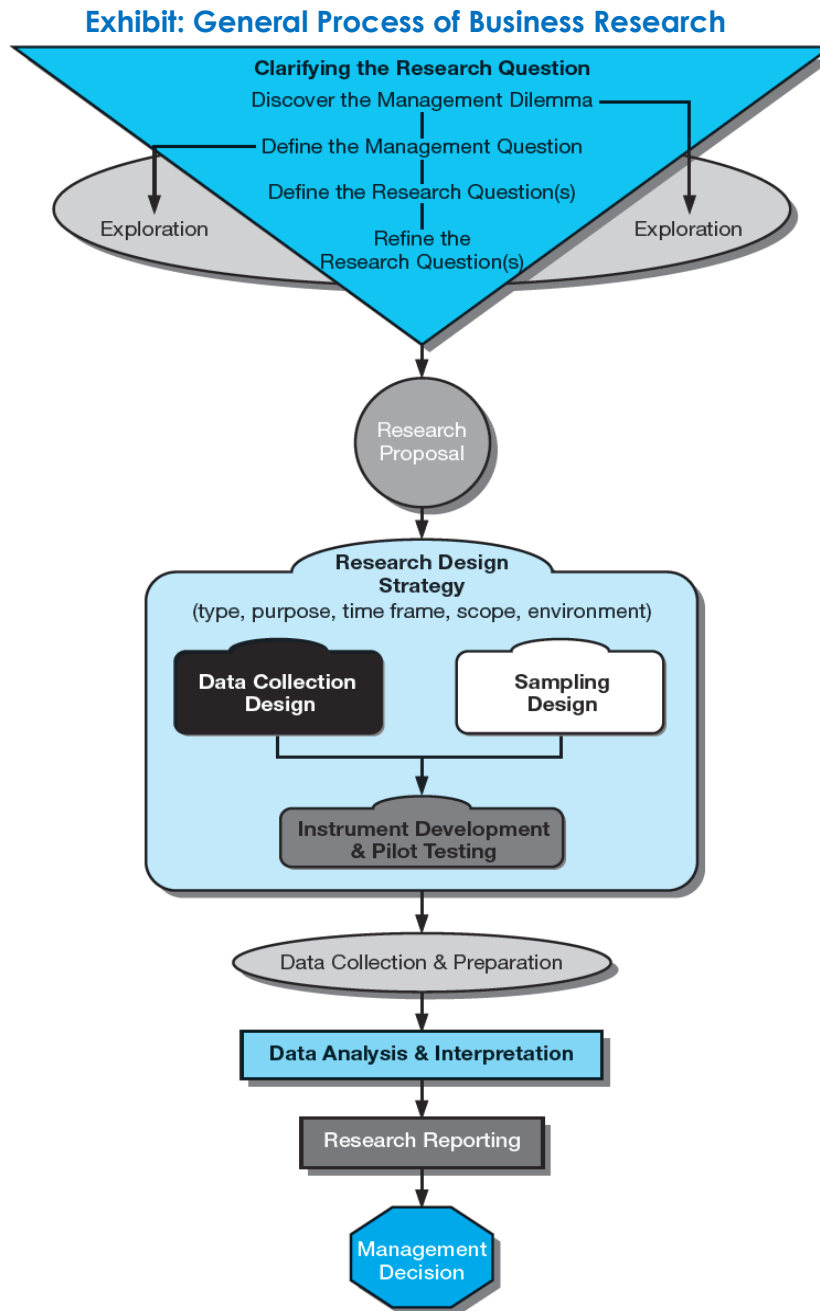 Exhibit: General Process of Business Research
Clarifying the Research Question
Discover the Management Dilemma
Define the Management Question
Define the Research Question(s)
Exploration
Exploration
Refine the
Research Question(s)
Research
Proposal
Research Design
Strategy
(type, purpose, time frame, scope, environment)
Data Collection
Design
Sampling
Design
Instrument Development
& Pilot Testing
Data Collection & Preparation
Data Analysis & Interpretation
Research Reporting
Management
Decision